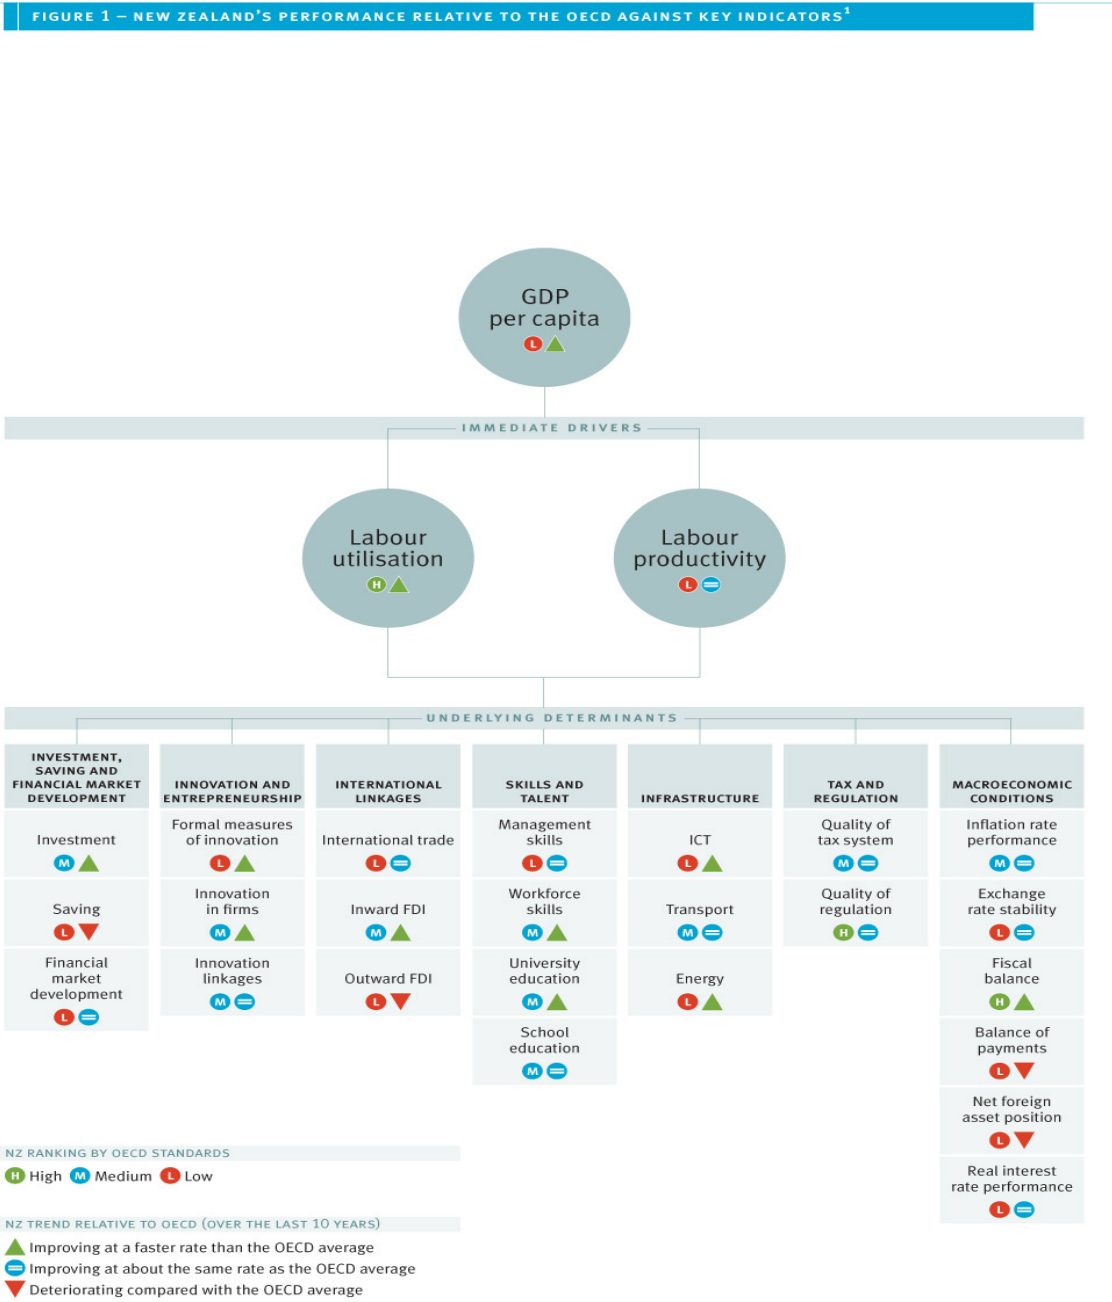 FIGURE 1 – NEW ZEALAND'S PERFORMANCE RELATIVE TO THE OECD AGAINST KEY INDICATORS¹
GDP
per capita
L
IMMEDIATE DRIVERS
Labour
utilisation
H
Labour
productivity
L
UNDERLYING DETERMINANTS
INVESTMENT,
SAVING AND
FINANCIAL MARKET
DEVELOPMENT
Investment
M
Saving
L
Financial
market
development
L
INNOVATION AND
ENTREPRENEURSHIP
Formal measures
of innovation
L
Innovation
in firms
M
Innovation
linkages
M
INTERNATIONAL
LINKAGES
International trade
L
Inward FDI
M
Outward FDI
L
SKILLS AND
TALENT
Management
skills
L
Workforce
skills
M
University
education
M
School
education
M
INFRASTRUCTURE
ICT
L
Transport
M
Energy
L
TAX AND
REGULATION
Quality of
tax system
M
Quality of
regulation
H
MACROECONOMIC
CONDITIONS
Inflation rate
performance
M
Exchange
rate stability
L
Fiscal
balance
H
Balance of
payments
L
Net foreign
asset position
L
Real interest
rate performance
L
NZ RANKING BY OECD STANDARDS
H High M Medium L Low
NZ TREND RELATIVE TO OECD (OVER THE LAST 10 YEARS)
Improving at a faster rate than the OECD average
Improving at about the same rate as the OECD average
Deteriorating compared with the OECD average